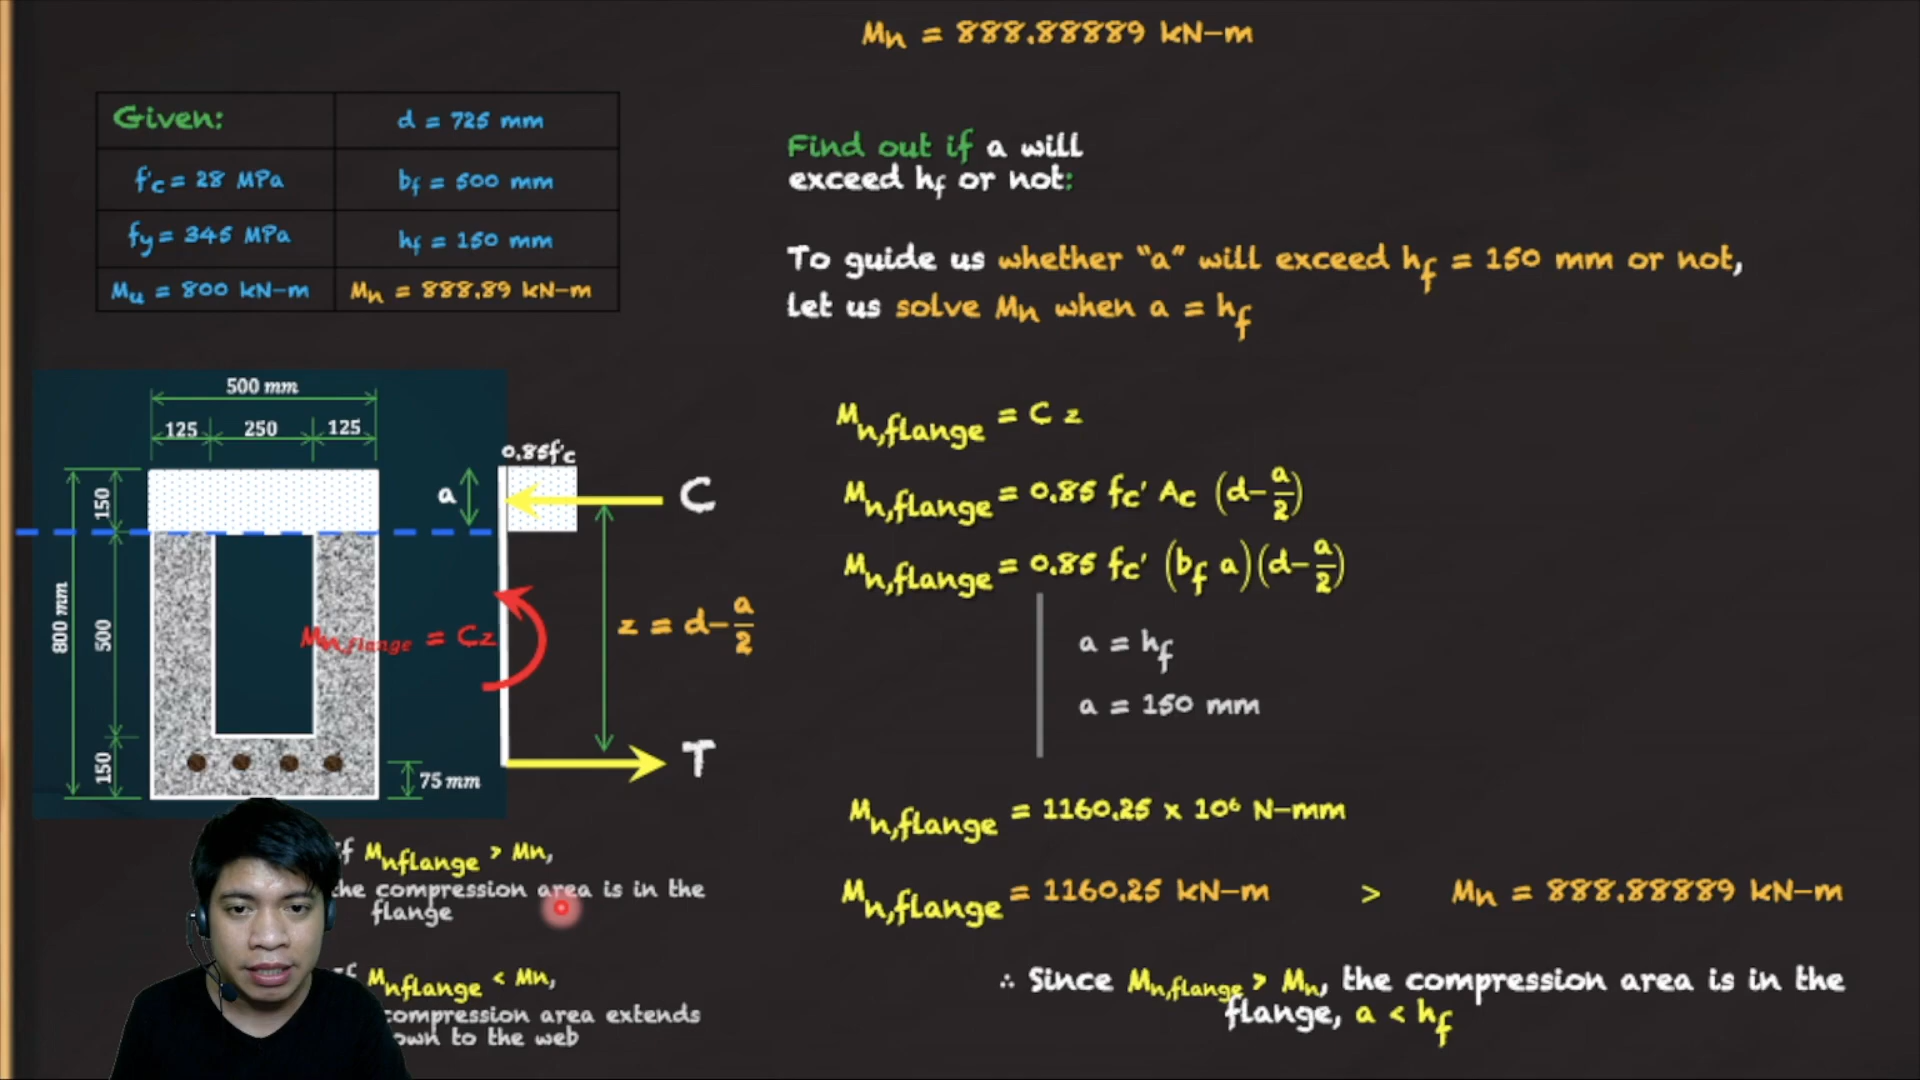 Mn = 888.88889 kN-m
Given:
d = 725 mm
f'c = 28 MPa
bf = 500 mm
fy = 345 MPa
hf = 150 mm
Mu = 800 kN-m
Mn = 888.89 kN-m
Find out if a will
exceed hf or not:
To guide us whether "a" will exceed hf = 150 mm or not,
let us solve Mn when a = hf
500 mm
125
250
125
150
800 mm
500
150
75 mm
0.85f'c
a
C
z = d-a/2
Mn,flange = Cz
T
Mn,flange = C z
Mn,flange = 0.85 fc' Ac (d-a/2)
Mn,flange = 0.85 fc' (bf a)(d-a/2)
a = hf
a = 150 mm
Mn,flange = 1160.25 x 10⁶ N-mm
Mn,flange = 1160.25 kN-m > Mn = 888.88889 kN-m
∴ Since Mn,flange > Mn, the compression area is in the
flange, a < hf
Mnflange > Mn,
the compression area is in the
flange
Mnflange < Mn,
compression area extends
to the web